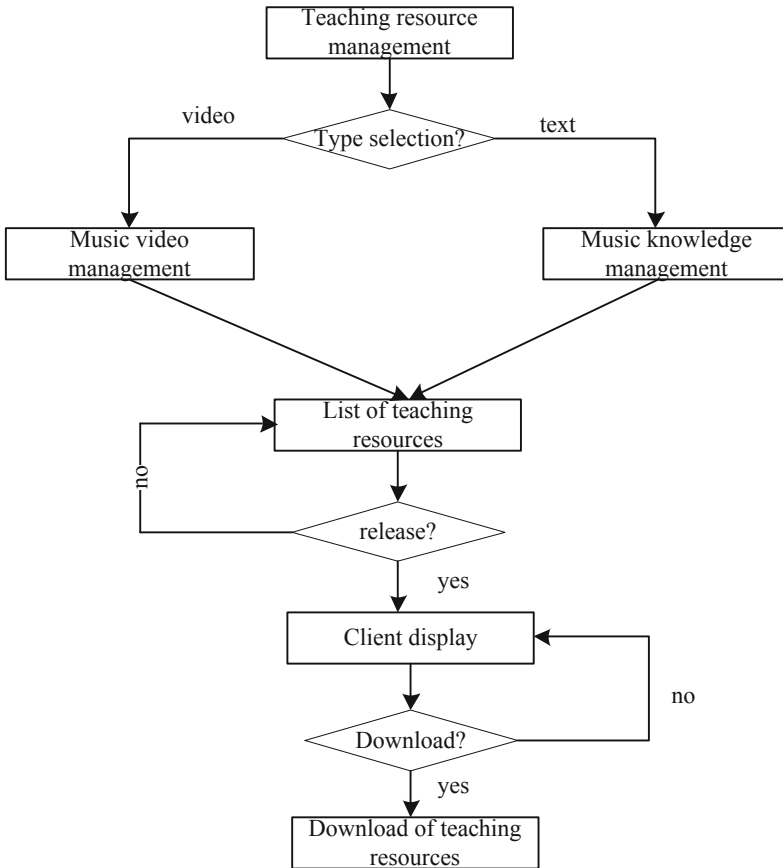 Teaching resource
management
video
Type selection?
text
Music video
management
Music knowledge
management
List of teaching
resources
no
release?
yes
Client display
no
Download?
yes
Download of teaching
resources